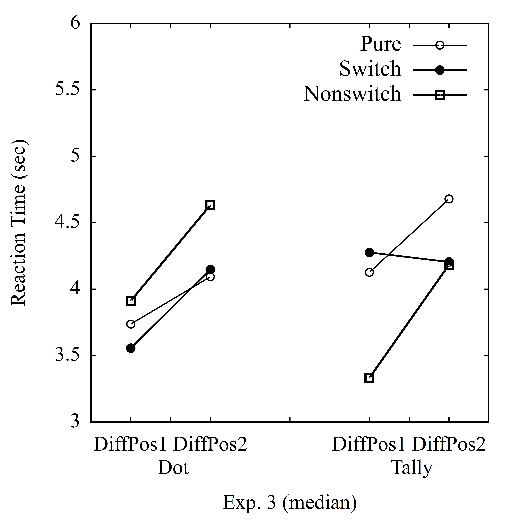 6
5.5
5
4.5
4
3.5
3
Reaction Time (sec)
Pure
Switch
Nonswitch
DiffPos1 DiffPos2
Dot
DiffPos1 DiffPos2
Tally
Exp. 3 (median)